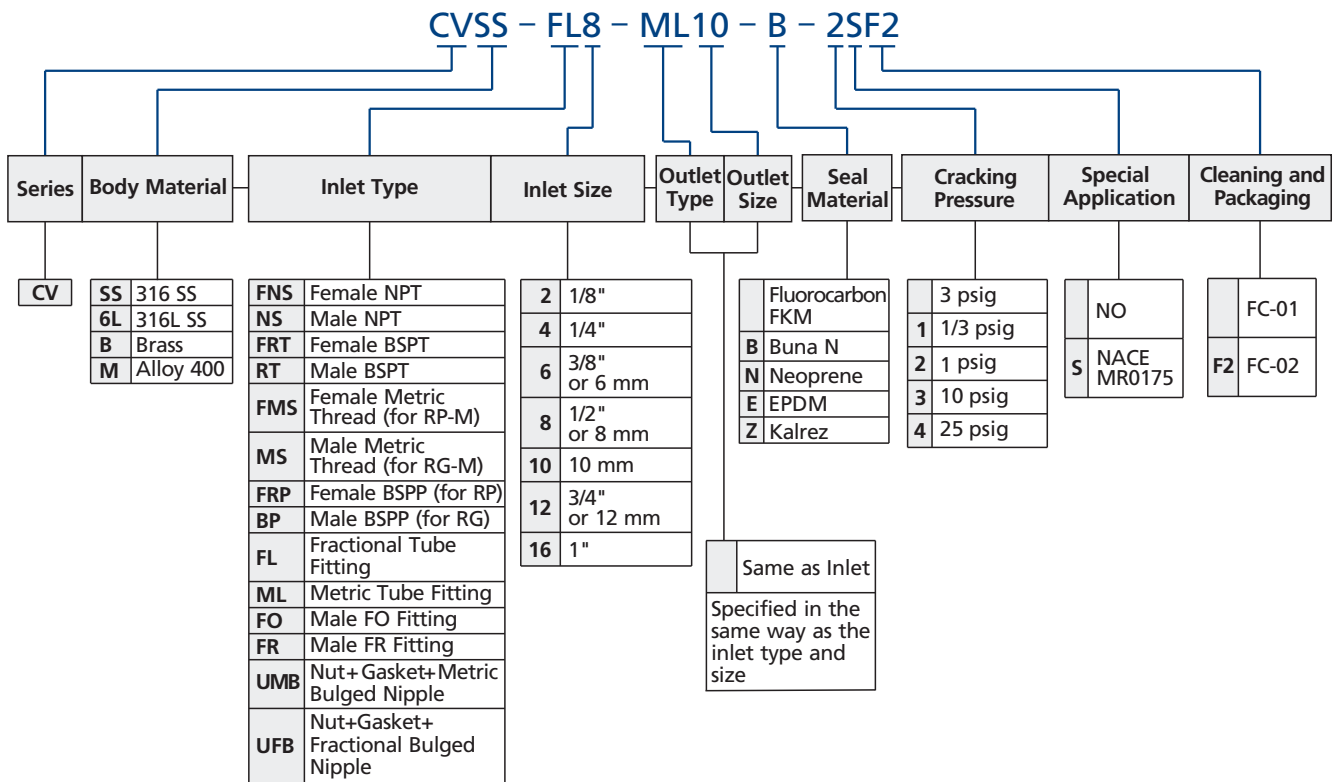 CVSS – FL8 – ML10 – B – 2SF2
Series
Body Material
Inlet Type
Inlet Size
Outlet
Type
Outlet
Size
Seal
Material
Cracking
Pressure
Special
Application
Cleaning and
Packaging
CV
SS 316 SS
6L 316L SS
B Brass
M Alloy 400
FNS Female NPT
NS Male NPT
FRT Female BSPT
RT Male BSPT
FMS Female Metric
Thread (for RP-M)
MS Male Metric
Thread (for RG-M)
FRP Female BSPP (for RP)
BP Male BSPP (for RG)
FL Fractional Tube
Fitting
ML Metric Tube Fitting
FO Male FO Fitting
FR Male FR Fitting
UMB Nut+Gasket+Metric
Bulged Nipple
UFB Nut+Gasket+
Fractional Bulged
Nipple
2 1/8"
4 1/4"
6 3/8"
or 6 mm
8 1/2"
or 8 mm
10 10 mm
12 3/4"
or 12 mm
16 1"
Same as Inlet
Specified in the
same way as the
inlet type and
size
Fluorocarbon
FKM
B Buna N
N Neoprene
E EPDM
Z Kalrez
3 psig
1 1/3 psig
2 1 psig
3 10 psig
4 25 psig
NO
S NACE
MR0175
FC-01
F2 FC-02